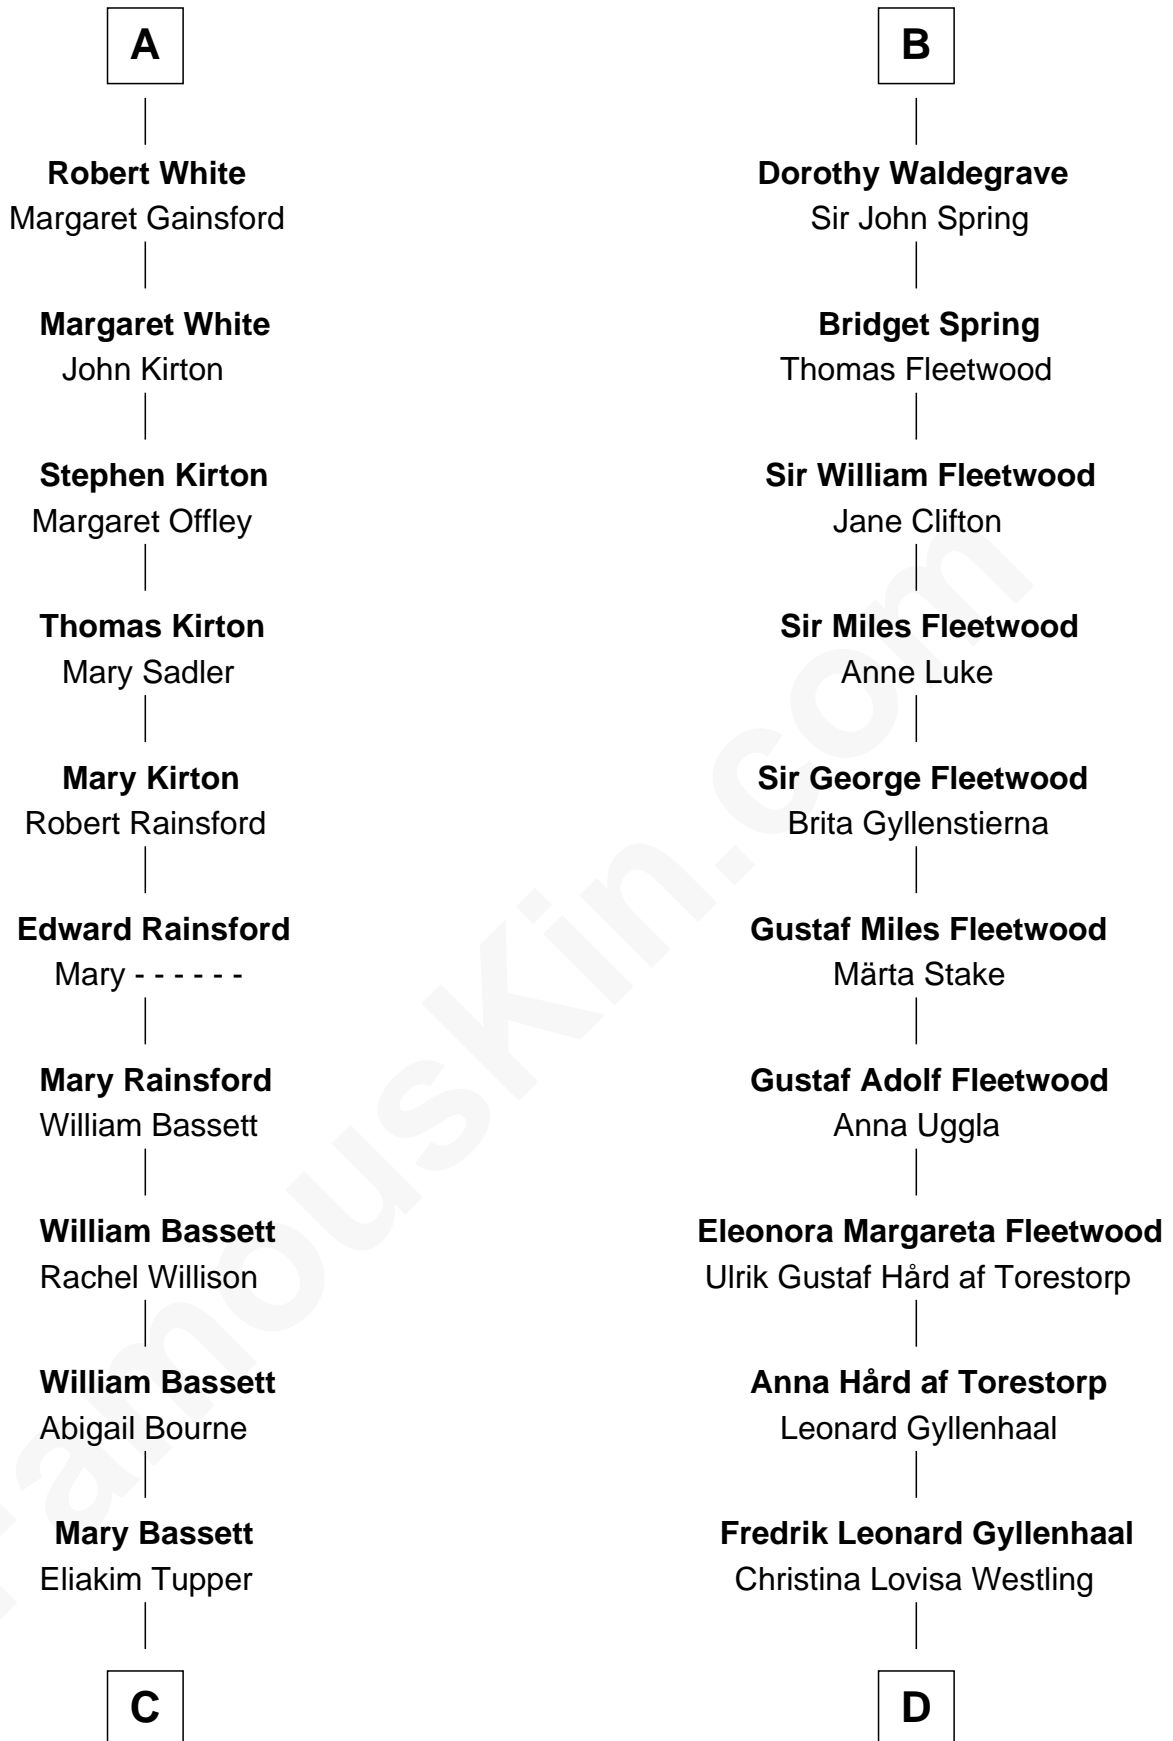 A
Robert White
Margaret Gainsford
Margaret White
John Kirton
Stephen Kirton
Margaret Offley
Thomas Kirton
Mary Sadler
Mary Kirton
Robert Rainsford
Edward Rainsford
Mary - - - - - -
Mary Rainsford
William Bassett
William Bassett
Rachel Willison
William Bassett
Abigail Bourne
Mary Bassett
Eliakim Tupper
C
B
Dorothy Waldegrave
Sir John Spring
Bridget Spring
Thomas Fleetwood
Sir William Fleetwood
Jane Clifton
Sir Miles Fleetwood
Anne Luke
Sir George Fleetwood
Brita Gyllenstierna
Gustaf Miles Fleetwood
Märta Stake
Gustaf Adolf Fleetwood
Anna Uggla
Eleonora Margareta Fleetwood
Ulrik Gustaf Hård af Torestorp
Anna Hård af Torestorp
Leonard Gyllenhaal
Fredrik Leonard Gyllenhaal
Christina Lovisa Westling
D
FamousKin.com